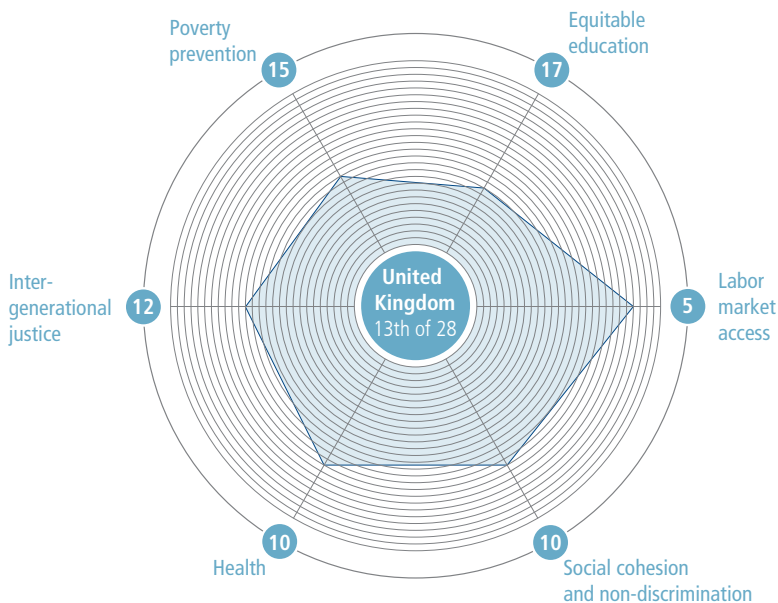 Poverty
prevention
15
Equitable
education
17
Inter-
generational
justice
12
United
Kingdom
13th of 28
5
Labor
market
access
10
Health
10
Social cohesion
and non-discrimination